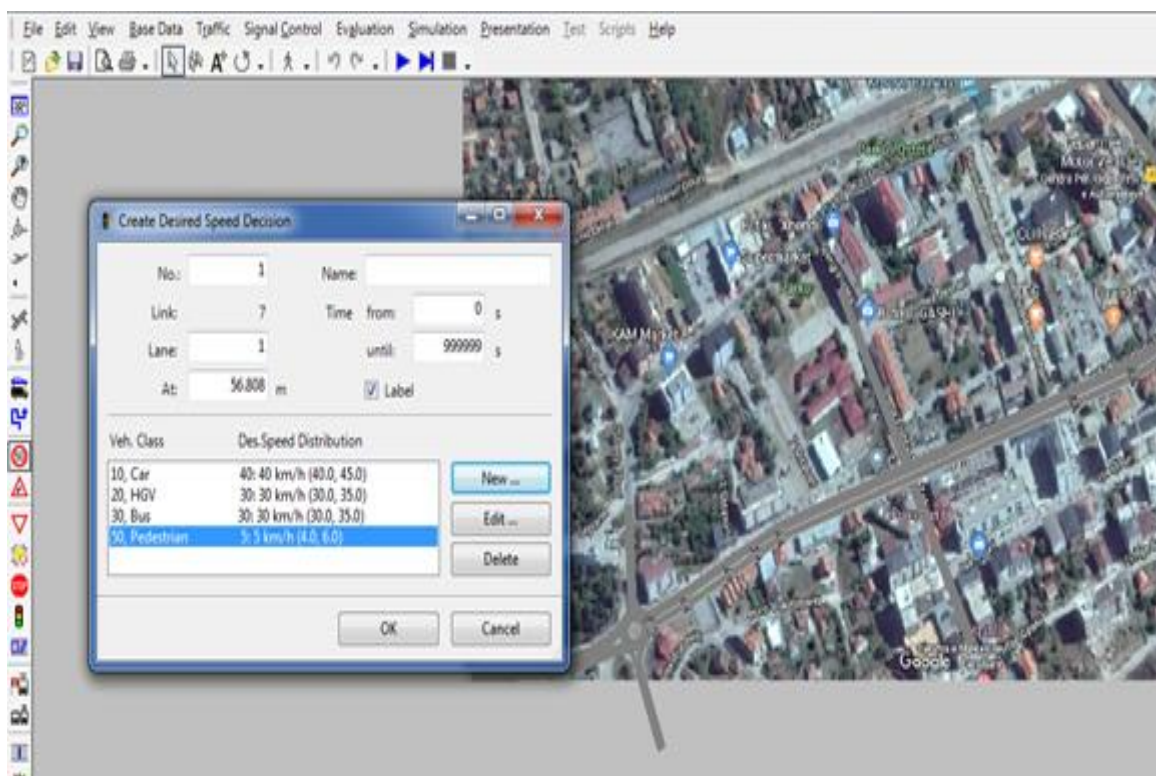 File Edit View Base Data Traffic Signal Control Evaluation Simulation Presentation Test Scripts Help
Create Desired Speed Decision
No.: 1 Name:
Link: 7 Time from: 0 s
Lane: 1 until: 999999 s
At: 56.808 m Label
Veh. Class Des.Speed Distribution
10, Car 40: 40 km/h (40.0, 45.0)
20, HGV 30: 30 km/h (30.0, 35.0)
30, Bus 30: 30 km/h (30.0, 35.0)
50, Pedestrian 5: 5 km/h (4.0, 6.0)
New ...
Edit ...
Delete
OK Cancel
Supermarket
KAM Market
Google
STOP